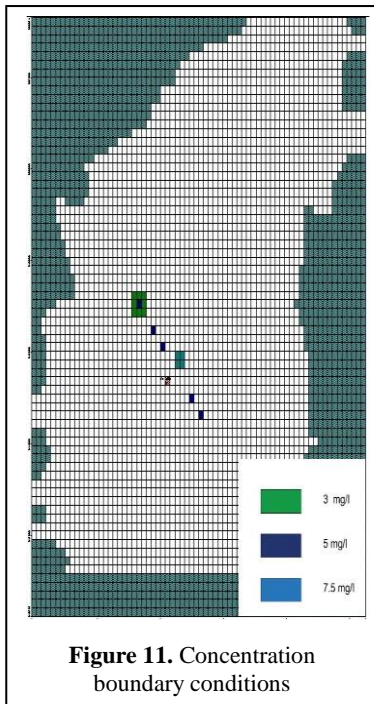 3 mg/l
5 mg/l
7.5 mg/l
Figure 11. Concentration
boundary conditions